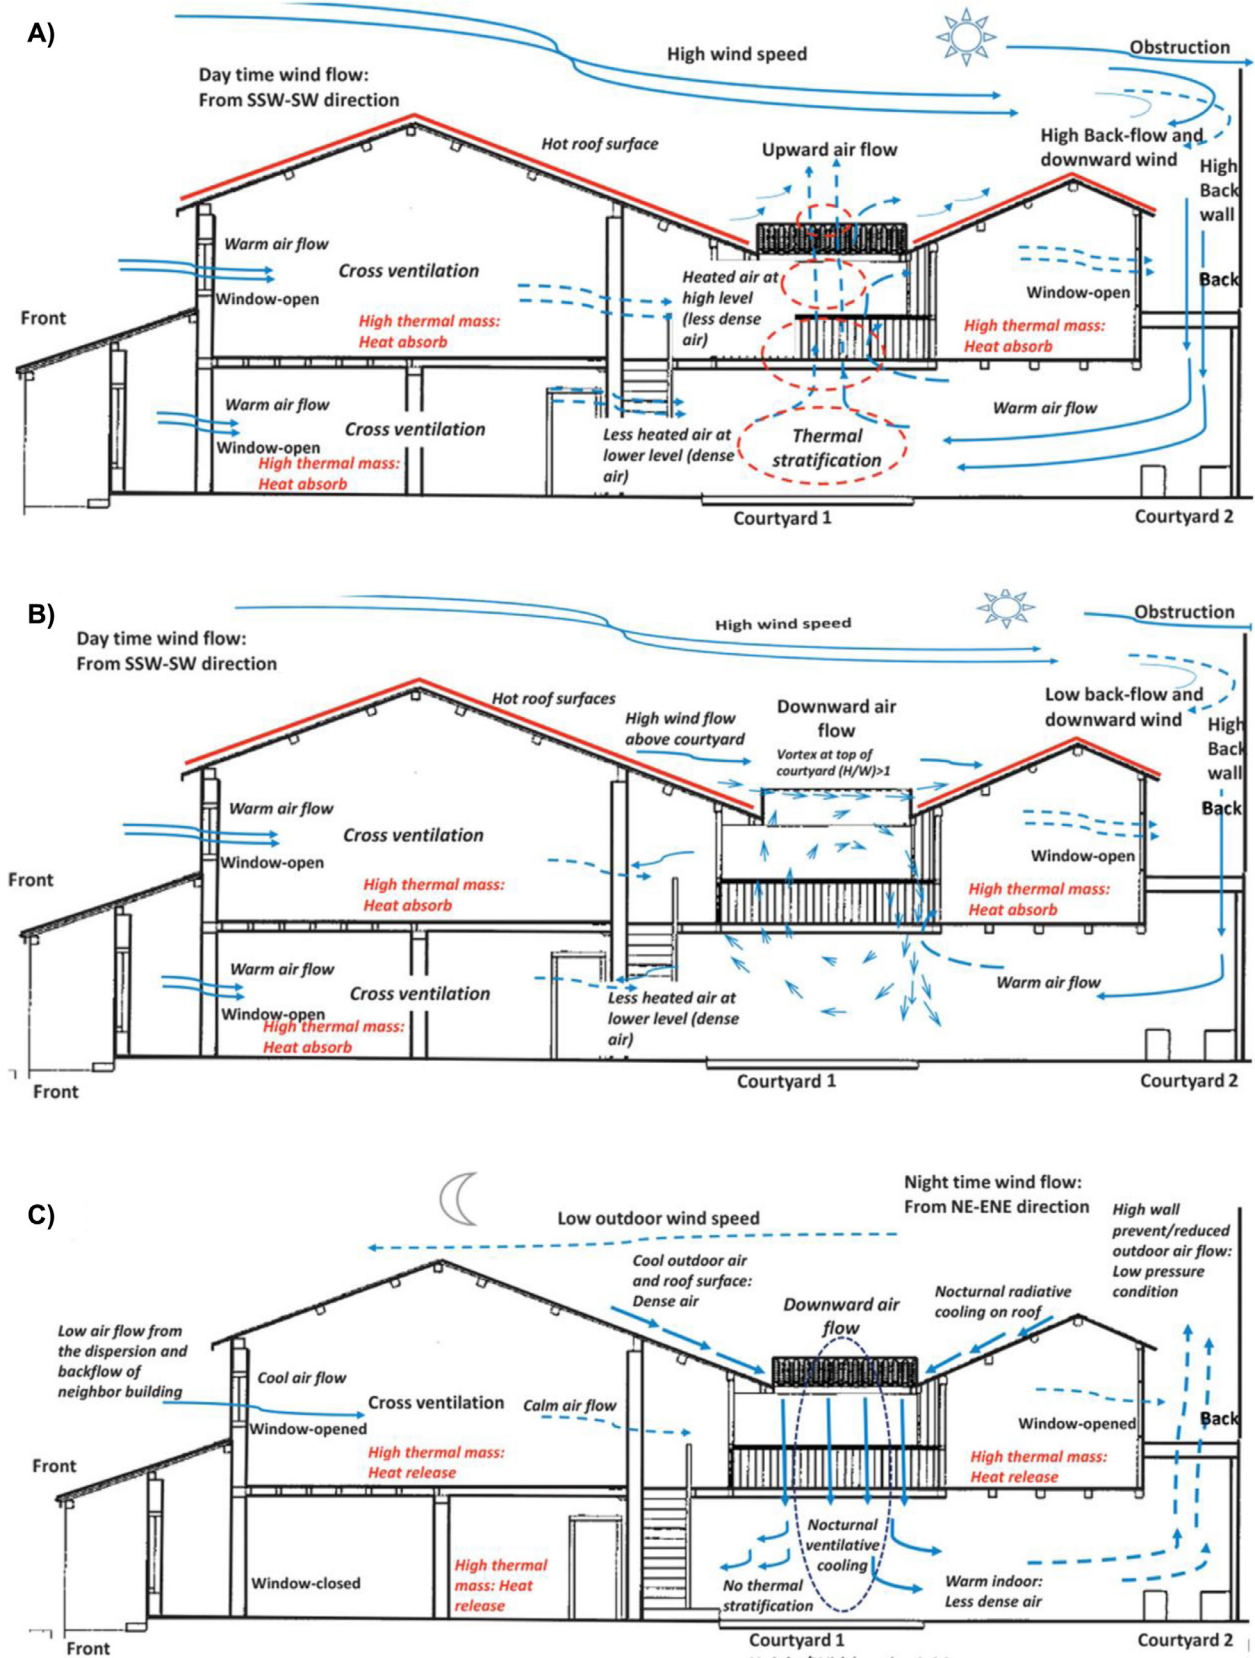 A)
High wind speed
Obstruction
Day time wind flow:
From SSW-SW direction
Hot roof surface
Upward air flow
High Back-flow and
downward wind
High
Back
wall
Warm air flow
Cross ventilation
Window-open
Heated air at
high level
(less dense
air)
Window-open
Back
Front
High thermal mass:
Heat absorb
High thermal mass:
Heat absorb
Warm air flow
Cross ventilation
Window-open
High thermal mass:
Heat absorb
Less heated air at
lower level (dense
air)
Thermal
stratification
Warm air flow
Courtyard 1
Courtyard 2
B)
Day time wind flow:
From SSW-SW direction
High wind speed
Obstruction
Hot roof surfaces
High wind flow
above courtyard
Downward air
flow
Vortex at top of
courtyard (H/W)>1
Low back-flow and
downward wind
High
Back
wall
Back
Warm air flow
Cross ventilation
Window-open
Window-open
Front
High thermal mass:
Heat absorb
High thermal mass:
Heat absorb
Warm air flow
Cross ventilation
Window-open
High thermal mass:
Heat absorb
Less heated air at
lower level (dense
air)
Warm air flow
Front
Courtyard 1
Courtyard 2
C)
Night time wind flow:
From NE-ENE direction
Low outdoor wind speed
High wall
prevent/reduced
outdoor air flow:
Low pressure
condition
Cool outdoor air
and roof surface:
Dense air
Downward air
flow
Nocturnal radiative
cooling on roof
Low air flow from
the dispersion and
backflow of
neighbor building
Cool air flow
Cross ventilation
Calm air flow
Window-opened
Window-opened
Back
High thermal mass:
Heat release
High thermal mass:
Heat release
Front
Nocturnal
ventilative
cooling
Window-closed
High thermal
mass: Heat
release
No thermal
stratification
Warm indoor:
Less dense air
Front
Courtyard 1
Courtyard 2